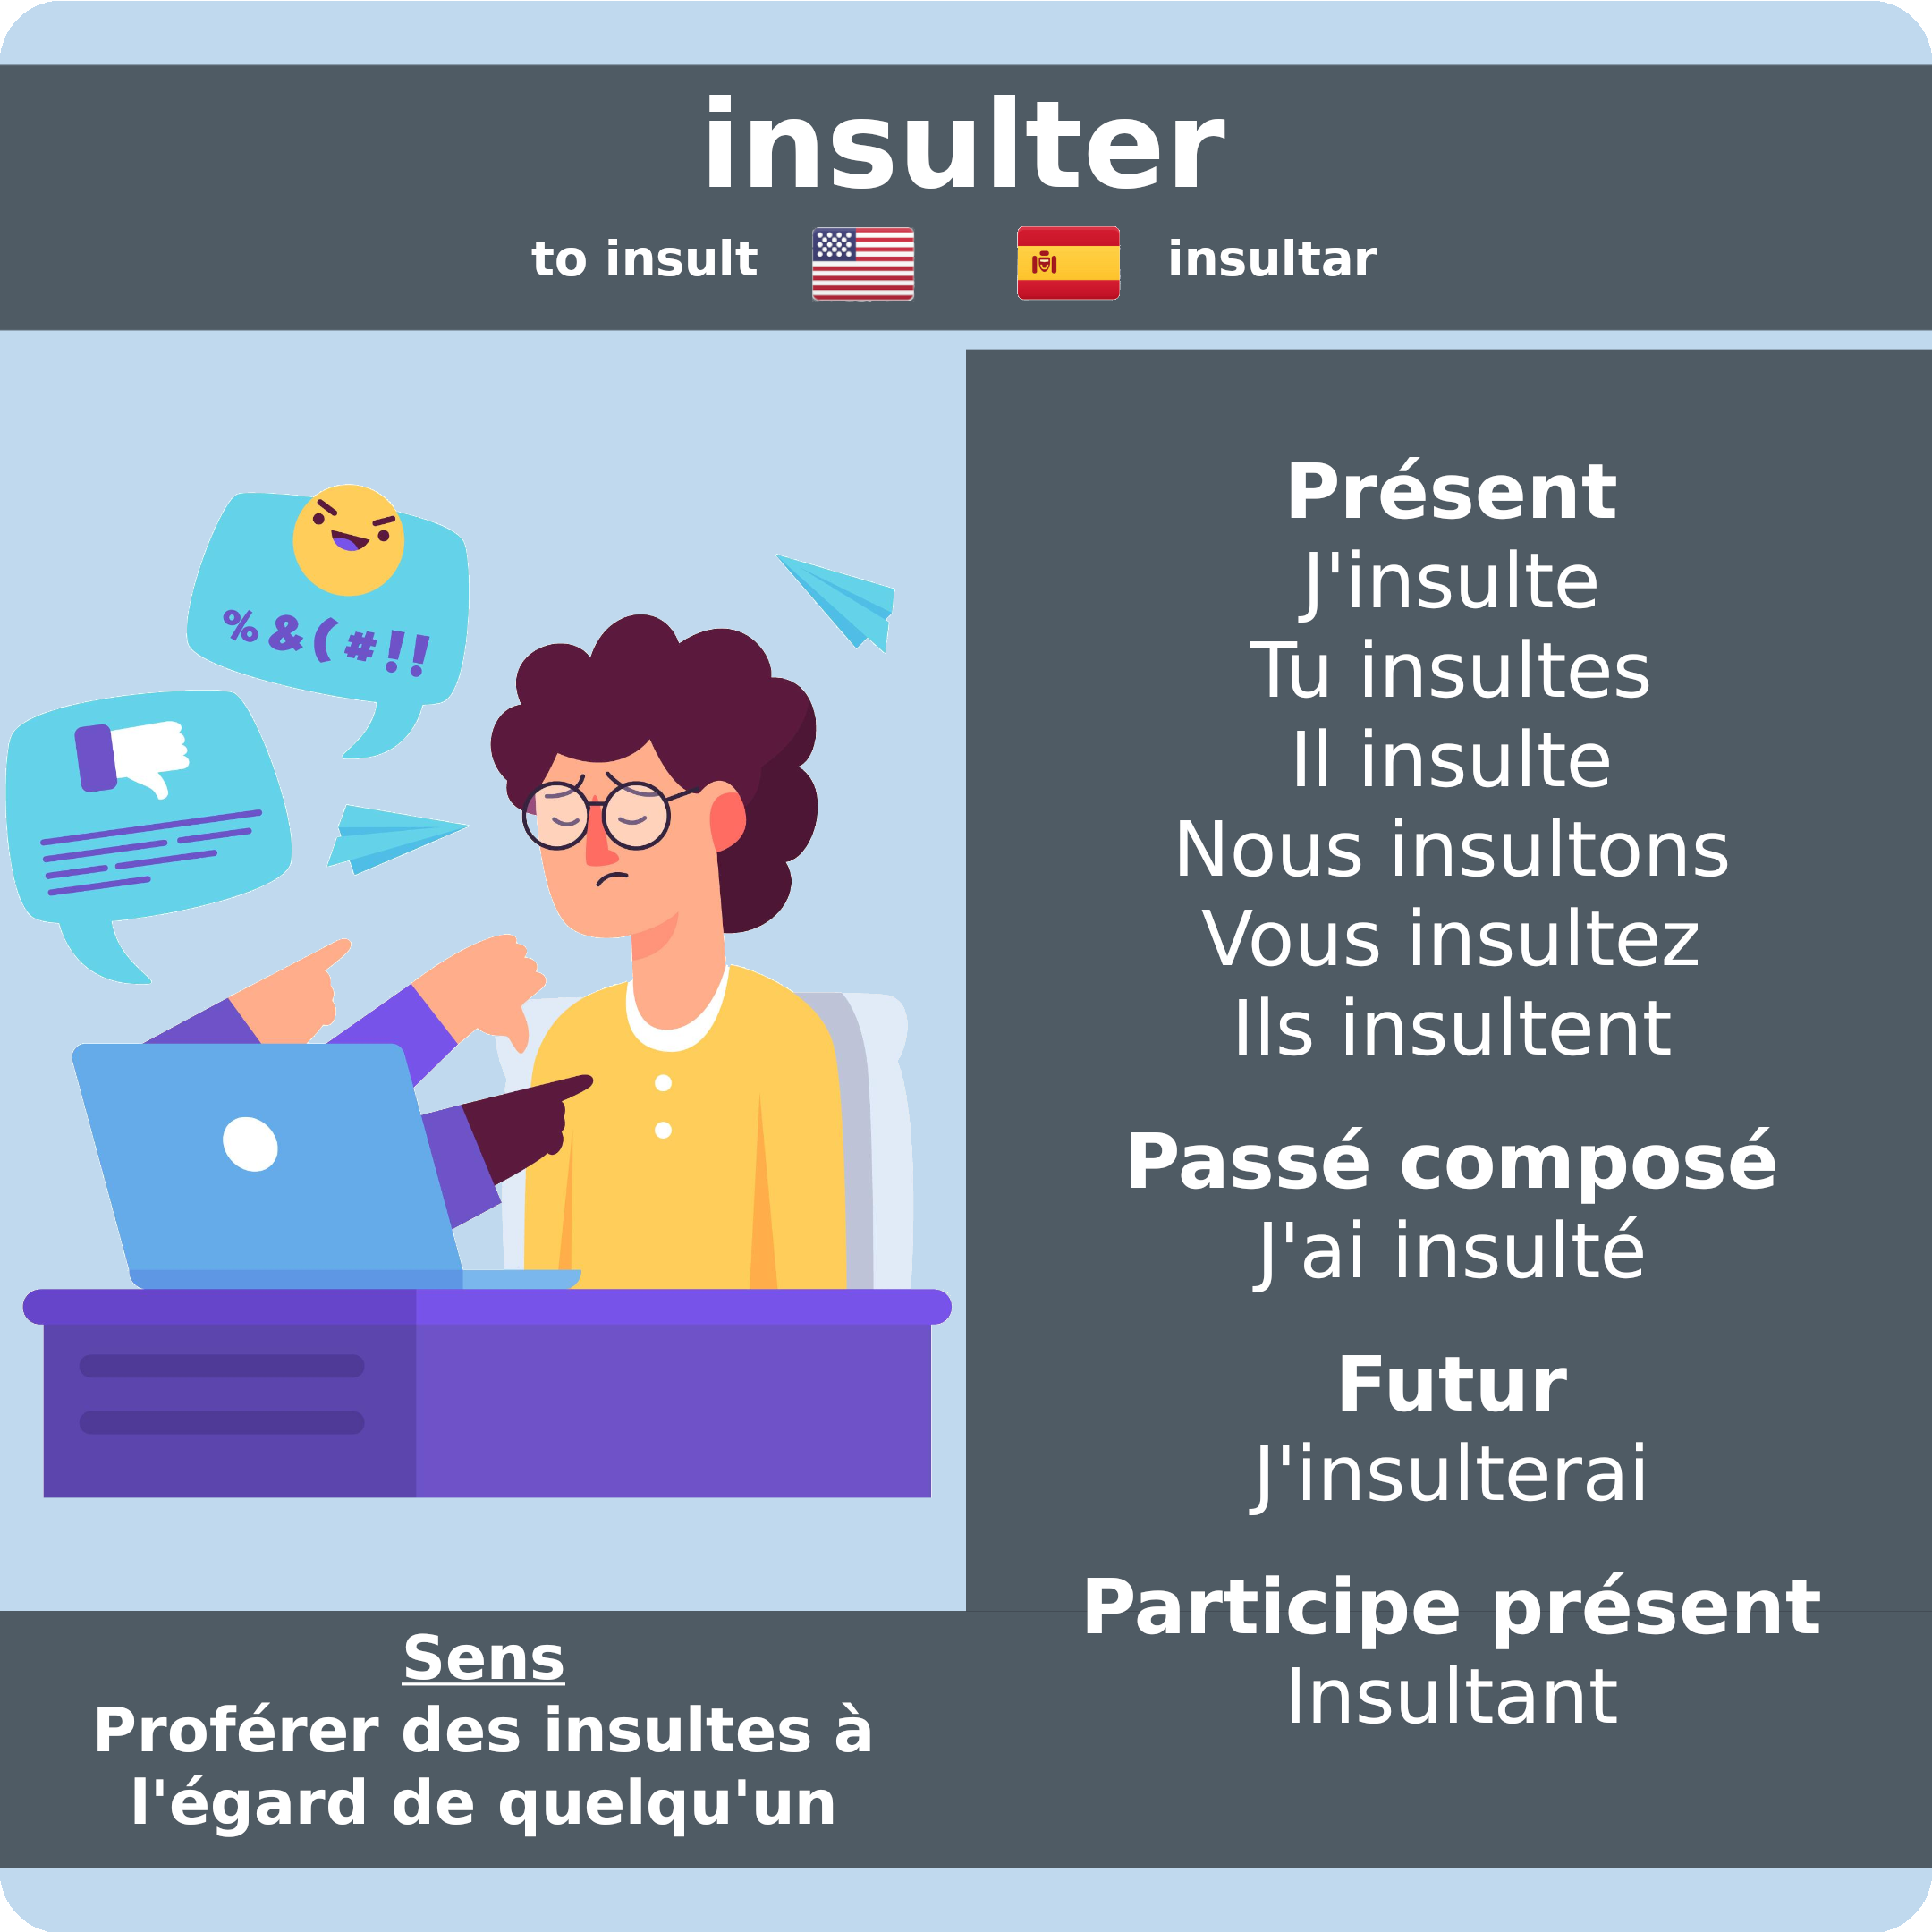 insulter
to insult
insultar
%&(#!!
Présent
J'insulte
Tu insultes
Il insulte
Nous insultons
Vous insultez
Ils insultent
Passé composé
J'ai insulté
Futur
J'insulterai
Participe présent
Insultant
Sens
Proférer des insultes à
l'égard de quelqu'un